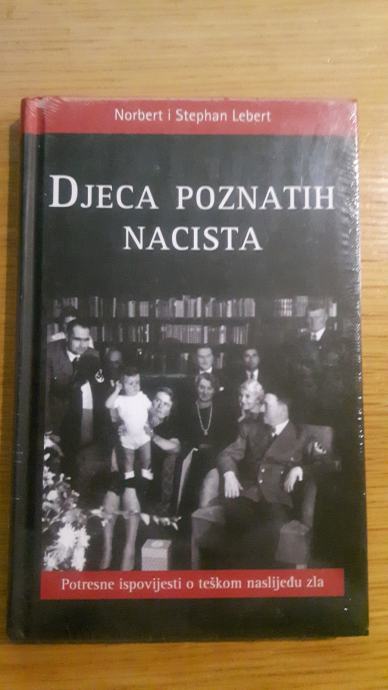 Norbert i Stephan Lebert
DJECA POZNATIH
NACISTA
Potresne ispovijesti o teškom naslijeđu zla